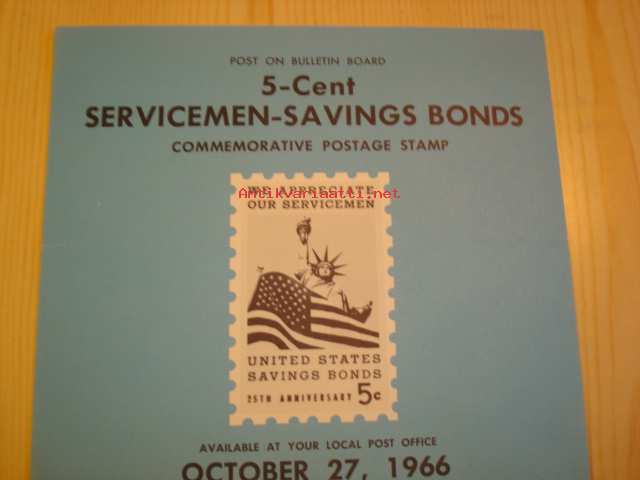 POST ON BULLETIN BOARD
5-Cent
SERVICEMEN-SAVINGS BONDS
COMMEMORATIVE POSTAGE STAMP
WE APPRECIATE
Antikvariaatti.net
OUR SERVICEMEN
UNITED STATES
SAVINGS BONDS
25TH ANNIVERSARY 5c
AVAILABLE AT YOUR LOCAL POST OFFICE
OCTOBER 27, 1966